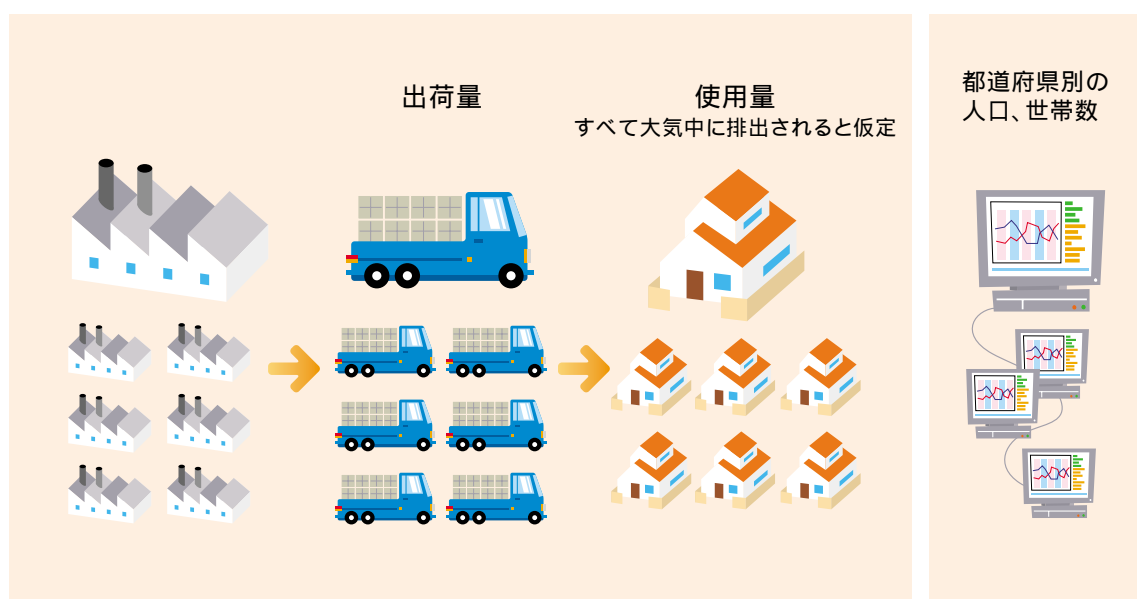 出荷量
使用量
すべて大気中に排出されると仮定
都道府県別の
人口、世帯数